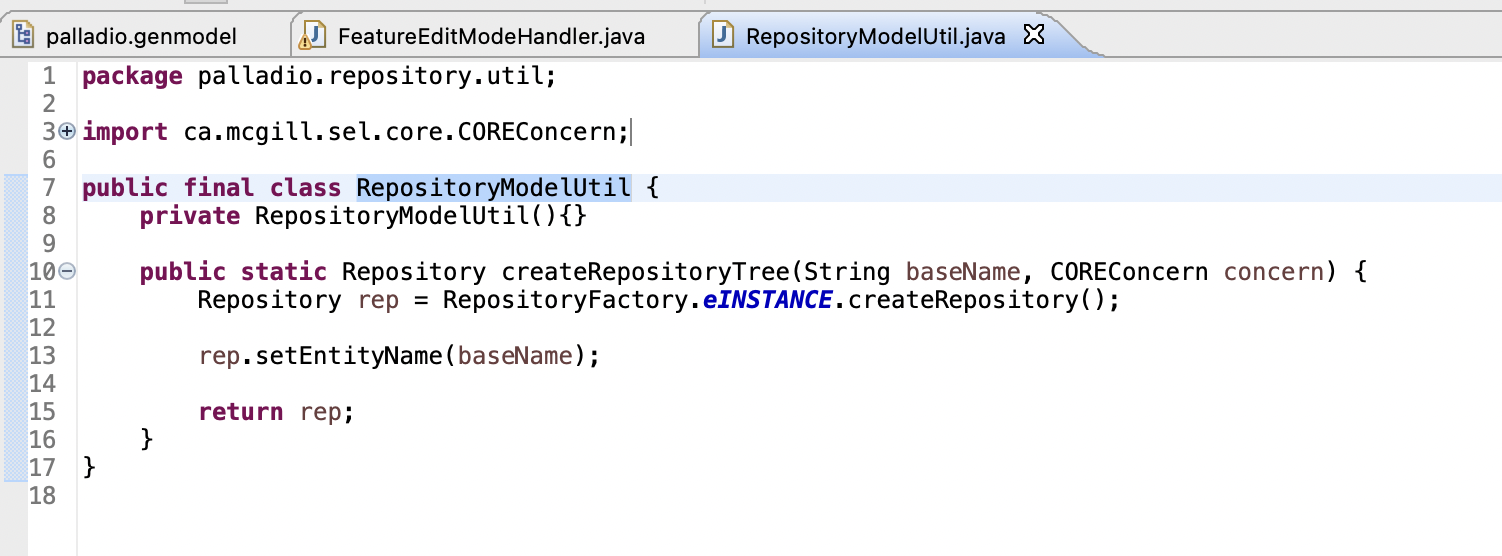 palladio.genmodel FeatureEditModeHandler.java RepositoryModelUtil.java
1 package palladio.repository.util;
2
3 import ca.mcgill.sel.core.COREConcern;
6
7 public final class RepositoryModelUtil {
8 private RepositoryModelUtil(){}
9
10 public static Repository createRepositoryTree(String baseName, COREConcern concern) {
11 Repository rep = RepositoryFactory.eINSTANCE.createRepository();
12
13 rep.setEntityName(baseName);
14
15 return rep;
16 }
17 }
18